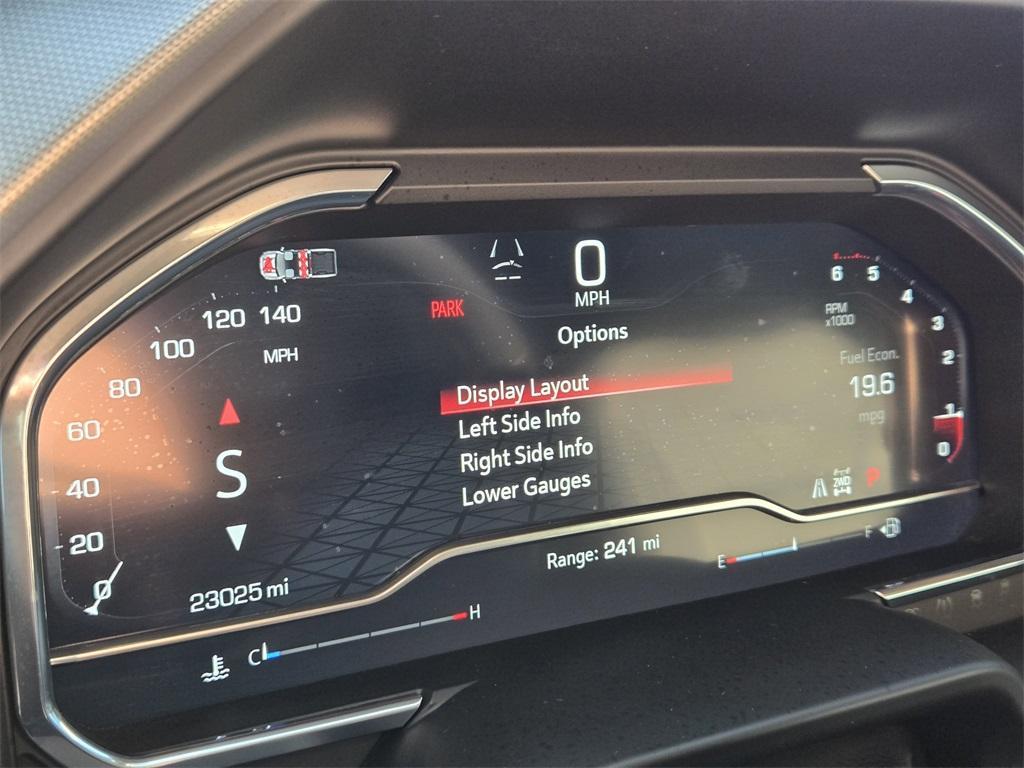 0
MPH
PARK
Options
Display Layout
Left Side Info
Right Side Info
Lower Gauges
140
120
100
80
60
40
20
0
MPH
S
23025 mi
6 5
4
3
2
1
0
RPM
x1000
Fuel Econ.
19.6
mpg
2WD
P
Range: 241 mi
E
F
C
H